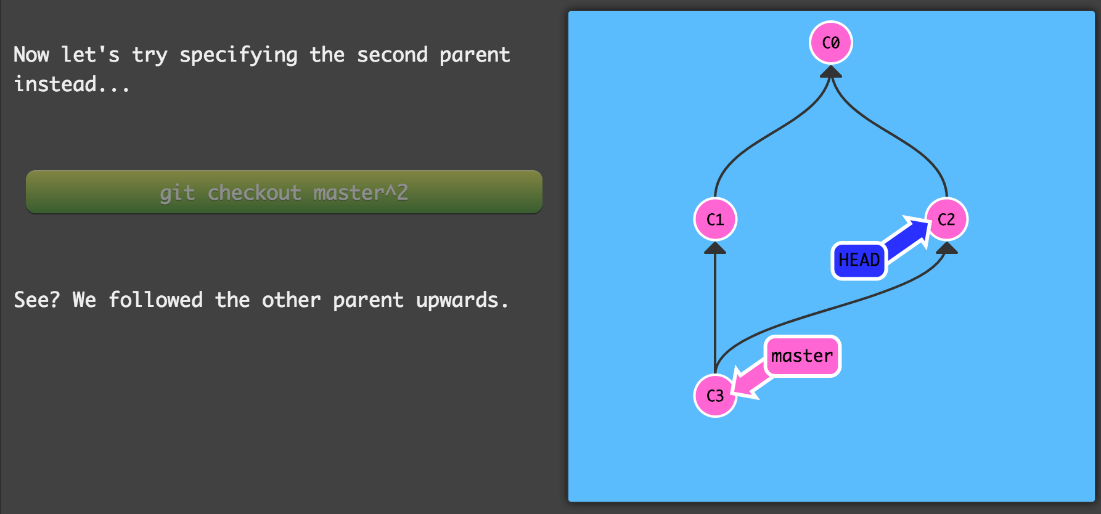 Now let's try specifying the second parent
instead...
git checkout master^2
See? We followed the other parent upwards.
C0
C1
C2
HEAD
master
C3